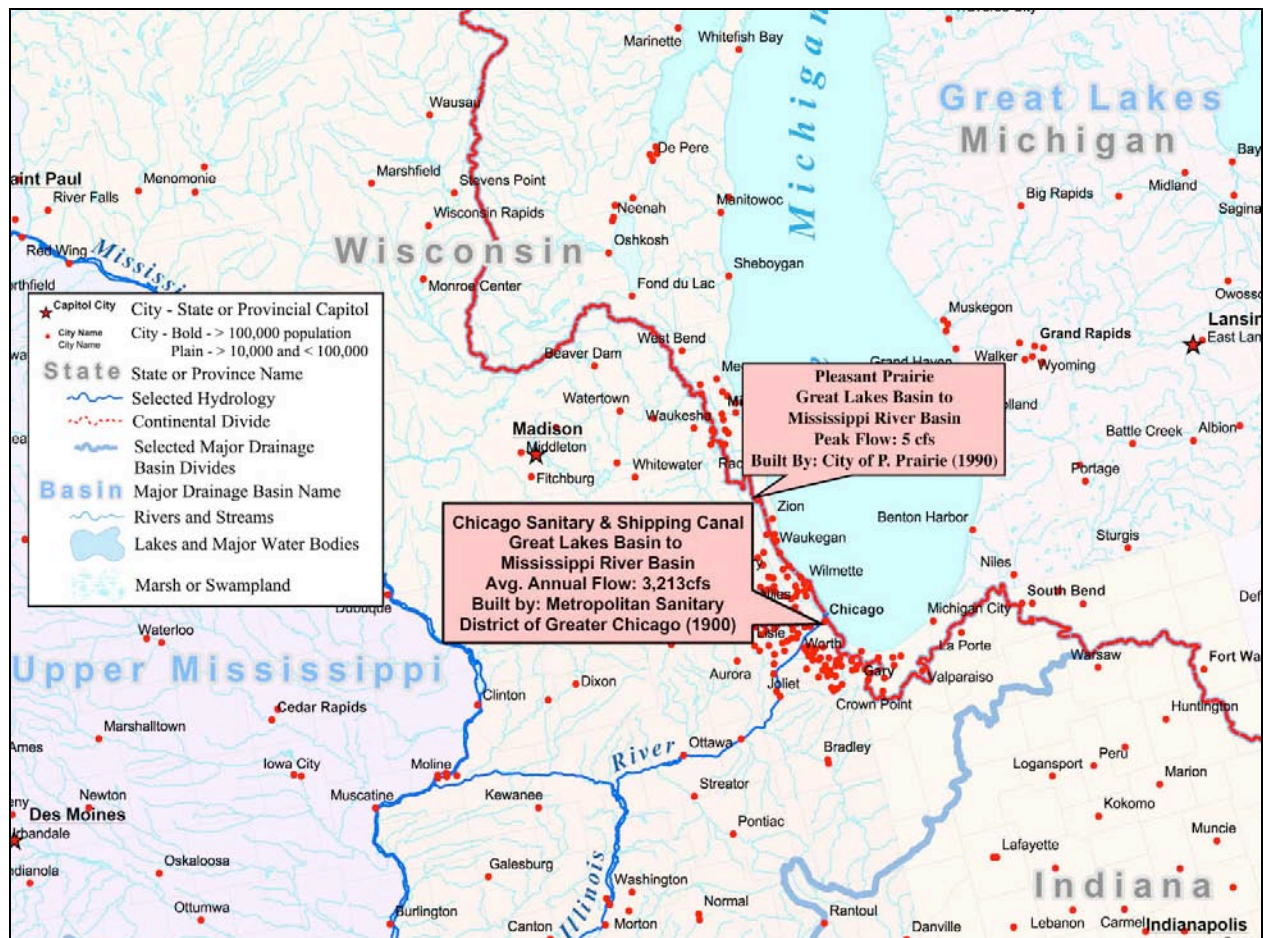 Marinette
Whitefish Bay
Michigan
Great Lakes
Michigan
Wausau
De Pere
Bay
aint Paul
Menomonie
Marshfield
Stevens Point
Midland
River Falls
Neenah
Manitowoc
Big Rapids
Sagina
Wisconsin Rapids
Wisconsin
Oshkosh
Red Wing
Mississi
Sheboygan
orthfield
Monroe Center
Fond du Lac
Owosso
Muskegon
Lansin
East Lan
Grand Rapids
Walker
Wyoming
Grand Haven
West Bend
Beaver Dam
Capitol City
City - State or Provincial Capitol
City Name
City Name
City - Bold - > 100,000 population
Plain - > 10,000 and < 100,000
State
State or Province Name
Selected Hydrology
Continental Divide
Selected Major Drainage
Basin Divides
Basin
Major Drainage Basin Name
Rivers and Streams
Lakes and Major Water Bodies
Marsh or Swampland
Pleasant Prairie
Great Lakes Basin to
Mississippi River Basin
Peak Flow: 5 cfs
Built By: City of P. Prairie (1990)
Watertown
Waukesha
olland
Albion
Battle Creek
Madison
Middleton
Whitewater
Portage
Fitchburg
Zion
Benton Harbor
Waukegan
Sturgis
Chicago Sanitary & Shipping Canal
Great Lakes Basin to
Mississippi River Basin
Avg. Annual Flow: 3,213cfs
Built by: Metropolitan Sanitary
District of Greater Chicago (1900)
Wilmette
Niles
South Bend
Chicago
Michigan City
Dubuque
Lisle
Worth
La Porte
Waterloo
Upper Mississippi
Warsaw
Fort Wa
Aurora
Gary
Valparaiso
Joliet
Dixon
Clinton
Crown Point
Cedar Rapids
Huntington
Marshalltown
Ames
Ottawa
River
Bradley
Peru
Iowa City
Moline
Logansport
Marion
Streator
Newton
Muscatine
Kewanee
Kokomo
Des Moines
Urbandale
Pontiac
Muncie
Lafayette
Oskaloosa
Galesburg
Indiana
ndianola
Washington
Illinois
Normal
Ottumwa
Burlington
Canton
Morton
Rantoul
Danville
Lebanon
Carmel
Indianapolis